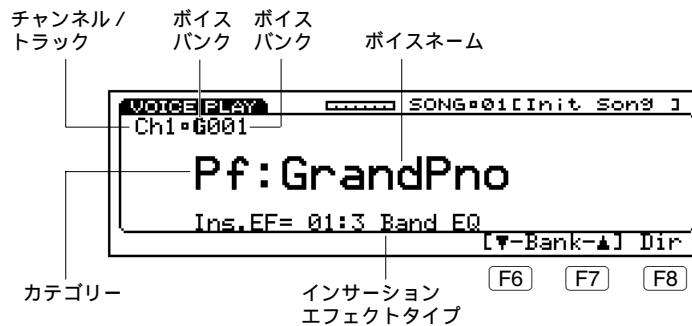 チャンネル /
トラック
ボイス
バンク
ボイス
バンク
ボイスネーム
VOICE PLAY
SONG▫01[Init Song ]
Ch1▫G001
Pf:GrandPno
Ins.EF= 01:3 Band EQ
[▼-Bank-▲] Dir
F6 F7 F8
カテゴリー
インサーション
エフェクトタイプ